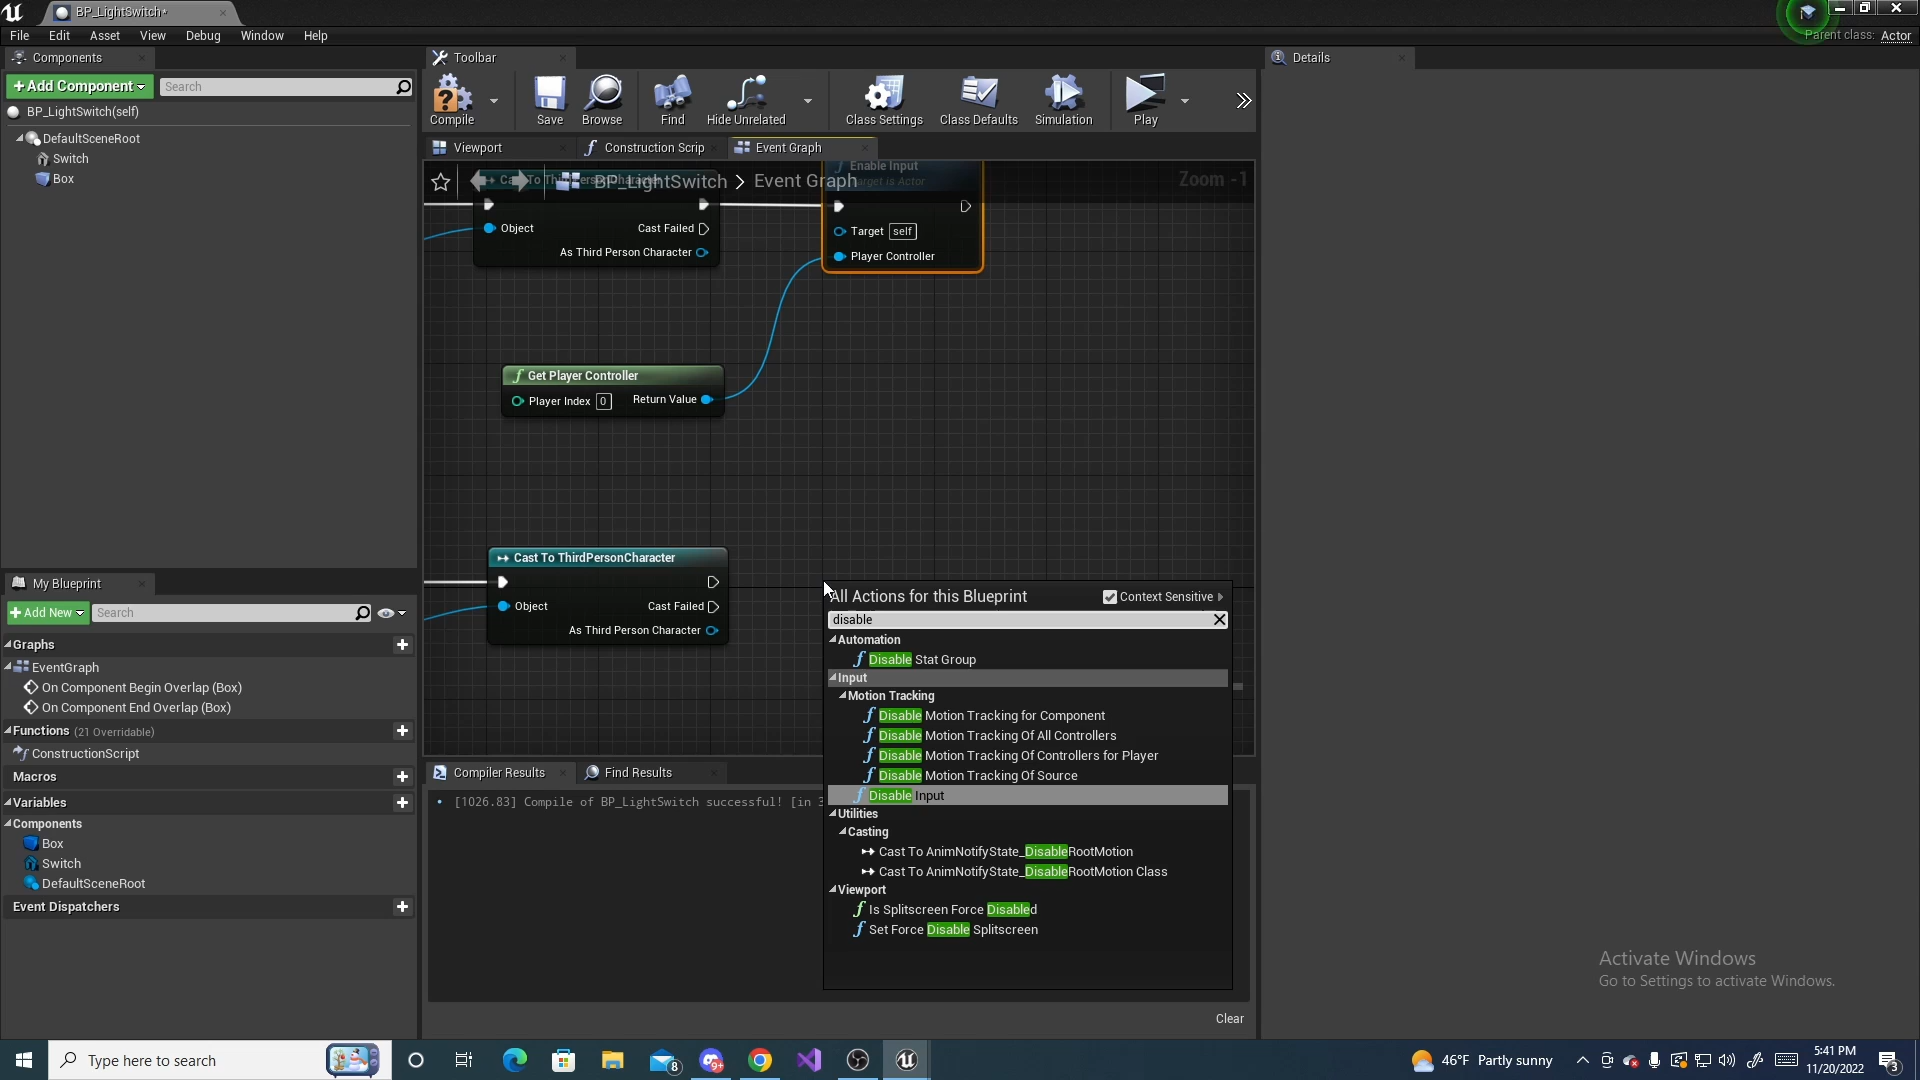 BP_LightSwitch*
File Edit Asset View Debug Window Help
Parent class: Actor
Components
Toolbar
Details
+Add Component
Search
Compile
Save
Browse
Find
Hide Unrelated
Class Settings
Class Defaults
Simulation
Play
BP_LightSwitch(self)
DefaultSceneRoot
Switch
Box
Viewport
Construction Scrip
Event Graph
BP_LightSwitch > Event Graph
Zoom -1
Cast To ThirdPersonCharacter
Object
Cast Failed
As Third Person Character
Enable Input
Target is Actor
Target self
Player Controller
Get Player Controller
Player Index 0
Return Value
Cast To ThirdPersonCharacter
Object
Cast Failed
As Third Person Character
All Actions for this Blueprint
Context Sensitive
disable
Automation
Disable Stat Group
Input
Motion Tracking
Disable Motion Tracking for Component
Disable Motion Tracking Of All Controllers
Disable Motion Tracking Of Controllers for Player
Disable Motion Tracking Of Source
Disable Input
Utilities
Casting
Cast To AnimNotifyState_DisableRootMotion
Cast To AnimNotifyState_DisableRootMotion Class
Viewport
Is Splitscreen Force Disabled
Set Force Disable Splitscreen
My Blueprint
+Add New
Search
Graphs
EventGraph
On Component Begin Overlap (Box)
On Component End Overlap (Box)
Functions (21 Overridable)
ConstructionScript
Macros
Variables
Components
Box
Switch
DefaultSceneRoot
Event Dispatchers
Compiler Results
Find Results
[1026.83] Compile of BP_LightSwitch successful! [in 3
Clear
Activate Windows
Go to Settings to activate Windows.
Type here to search
8
9+
46°F Partly sunny
5:41 PM
11/20/2022
3